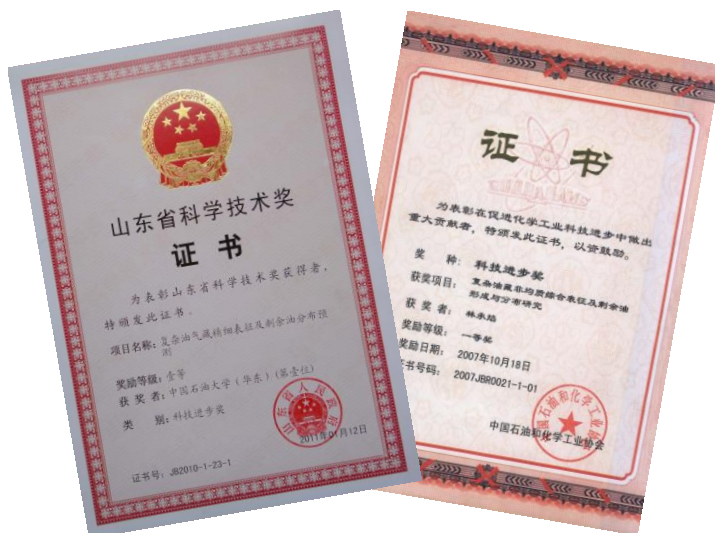 山东省科学技术奖
证书
为表彰山东省科学技术奖获得者,
特颁发此证书。
项目名称:复杂油气藏精细表征及剩余油分布预
测
奖励等级:壹等
获 奖 者:中国石油大学(华东)(第壹位)
类 别:科技进步奖
山东省人民政府
2011年01月12日
证书号:JB2010-1-23-1
证 书
为表彰在促进化学工业科技进步中做出
重大贡献者,特颁发此证书,以资鼓励。
奖 种: 科技进步奖
获奖项目: 复杂油藏非均质综合表征及剩余油
形成与分布研究
获 奖 者: 林承焰
奖励等级: 一等奖
奖励日期: 2007年10月18日
证书号码: 2007JBR0021-1-01
中国石油和化学工业协会